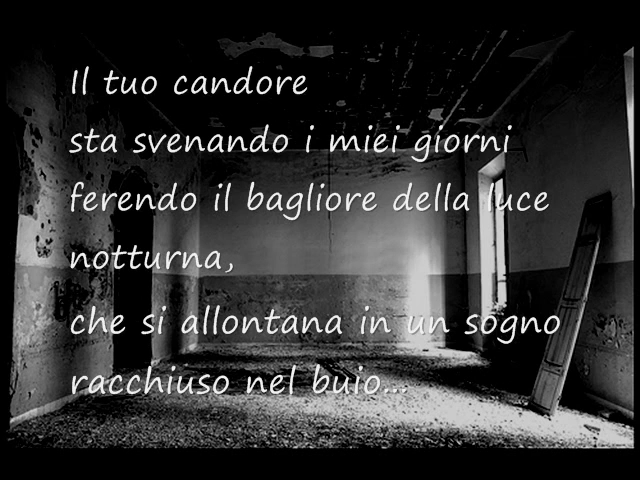 Il tuo candore
sta svenando i miei giorni
ferendo il bagliore della luce
notturna,
che si allontana in un sogno
racchiuso nel buio...